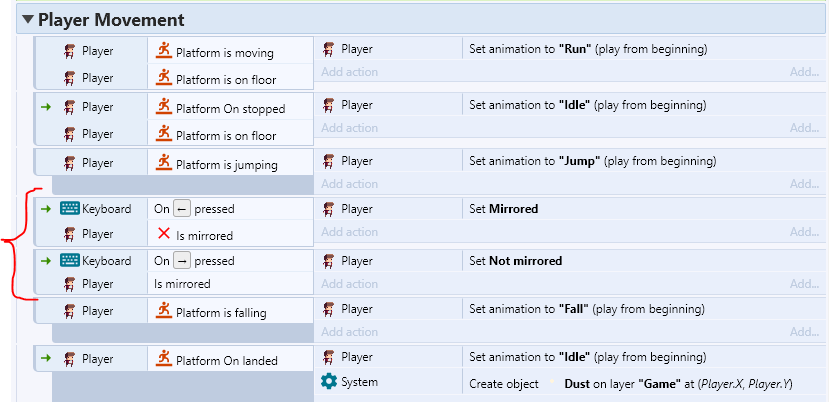 Player Movement
Player Platform is moving Player Set animation to "Run" (play from beginning)
Player Platform is on floor Add action Add...
Player Platform On stopped Player Set animation to "Idle" (play from beginning)
Player Platform is on floor Add action Add...
Player Platform is jumping Player Set animation to "Jump" (play from beginning)
Add action Add...
Keyboard On ← pressed Player Set Mirrored
Player Is mirrored Add action Add...
Keyboard On → pressed Player Set Not mirrored
Player Is mirrored Add action Add...
Player Platform is falling Player Set animation to "Fall" (play from beginning)
Add action Add...
Player Platform On landed Player Set animation to "Idle" (play from beginning)
System Create object Dust on layer "Game" at (Player.X, Player.Y)